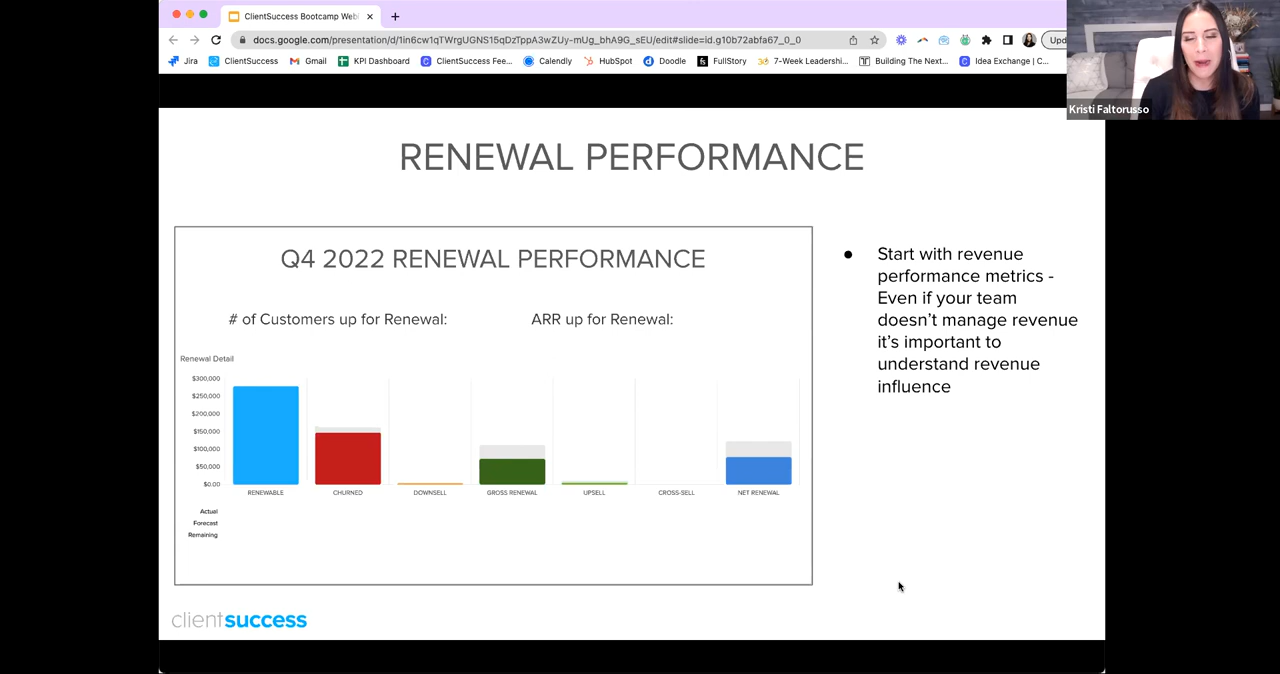 ClientSuccess Bootcamp Webi
docs.google.com/presentation/d/1in6cw1qTWrgUGNS15qDzTppA3wZUy-mUg_bhA9G_sEU/edit#slide=id.g10b72abfa67_0_0
Upd
Jira
ClientSuccess
Gmail
KPI Dashboard
ClientSuccess Fee...
Calendly
HubSpot
Doodle
FullStory
7-Week Leadershi...
Building The Next...
Idea Exchange | C...
Kristi Faltorusso
RENEWAL PERFORMANCE
Q4 2022 RENEWAL PERFORMANCE
# of Customers up for Renewal:
ARR up for Renewal:
Renewal Detail
$300,000
$250,000
$200,000
$150,000
$100,000
$50,000
$0.00
RENEWABLE
CHURNED
DOWNSELL
GROSS RENEWAL
UPSELL
CROSS-SELL
NET RENEWAL
Actual
Forecast
Remaining
● Start with revenue
performance metrics -
Even if your team
doesn't manage revenue
it's important to
understand revenue
influence
clientsuccess